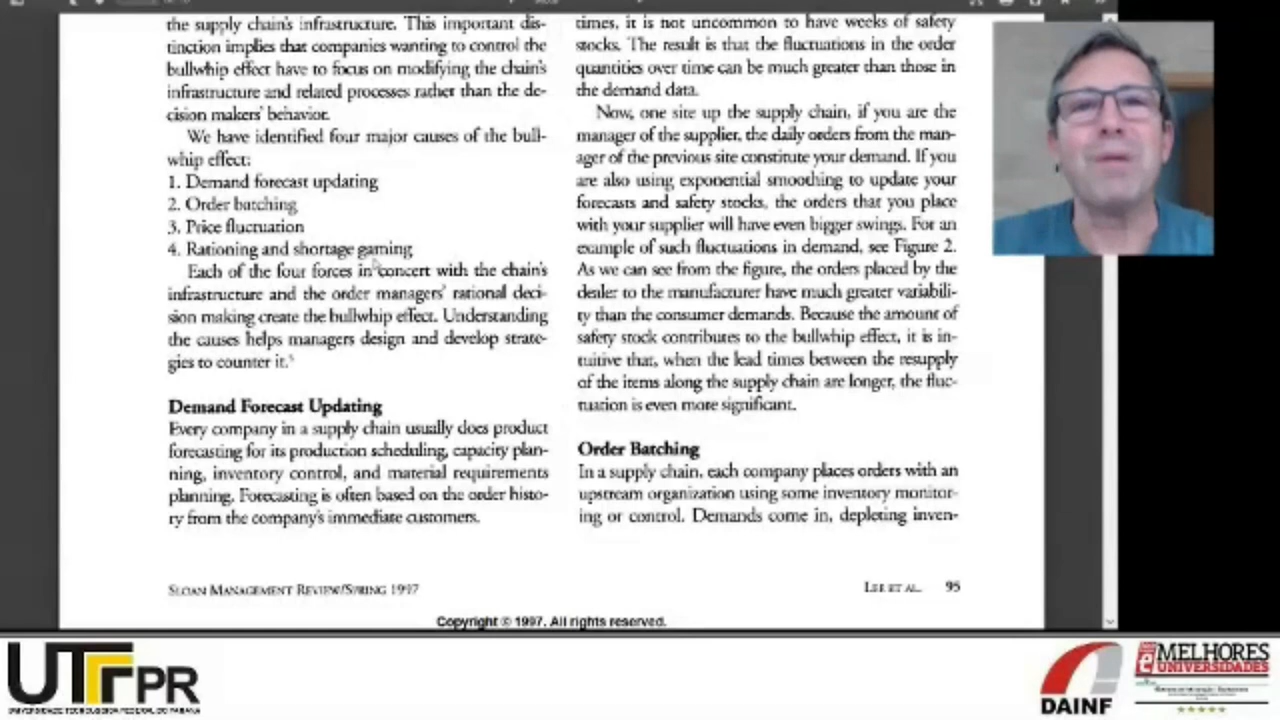 the supply chain's infrastructure. This important dis-
tinction implies that companies wanting to control the
bullwhip effect have to focus on modifying the chain's
infrastructure and related processes rather than the de-
cision makers' behavior.
We have identified four major causes of the bull-
whip effect:
1. Demand forecast updating
2. Order batching
3. Price fluctuation
4. Rationing and shortage gaming
Each of the four forces in concert with the chain's
infrastructure and the order managers' rational deci-
sion making create the bullwhip effect. Understanding
the causes helps managers design and develop strate-
gies to counter it.
Demand Forecast Updating
Every company in a supply chain usually does product
forecasting for its production scheduling, capacity plan-
ning, inventory control, and material requirements
planning. Forecasting is often based on the order histo-
ry from the company's immediate customers.
times, it is not uncommon to have weeks of safety
stocks. The result is that the fluctuations in the order
quantities over time can be much greater than those in
the demand data.
Now, one site up the supply chain, if you are the
manager of the supplier, the daily orders from the man-
ager of the previous site constitute your demand. If you
are also using exponential smoothing to update your
forecasts and safety stocks, the orders that you place
with your supplier will have even bigger swings. For an
example of such fluctuations in demand, see Figure 2.
As we can see from the figure, the orders placed by the
dealer to the manufacturer have much greater variabili-
ty than the consumer demands. Because the amount of
safety stock contributes to the bullwhip effect, it is in-
tuitive that, when the lead times between the resupply
of the items along the supply chain are longer, the fluc-
tuation is even more significant.
Order Batching
In a supply chain, each company places orders with an
upstream organization using some inventory monitor-
ing or control. Demands come in, depleting inven-
SLOAN MANAGEMENT REVIEW/SPRING 1997
LEE ET AL. 95
Copyright © 1997. All rights reserved.
UTFPR
UNIVERSIDADE TECNOLÓGICA FEDERAL DO PARANÁ
DAINF
MELHORES
UNIVERSIDADES